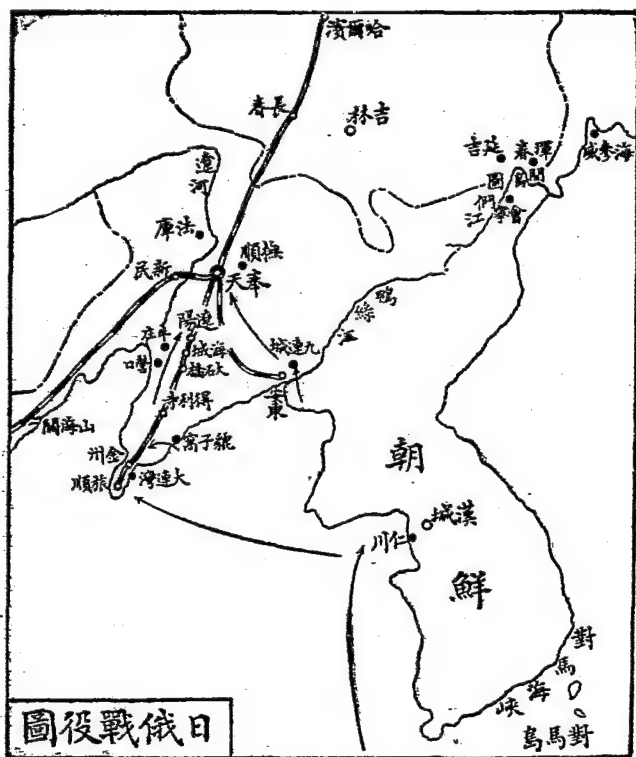 哈爾濱
長春
吉林
海參崴
琿春
延吉
間島
圖們江
會寧
遼河
法庫
撫順
奉天
新民
遼陽
牛庄
營口
海城
大石橋
鴨綠江
九連城
安東
得利寺
山海關
貔子窩
金州
大連灣
旅順
朝鮮
漢城
仁川
對馬海峽
對馬島
日俄戰役圖